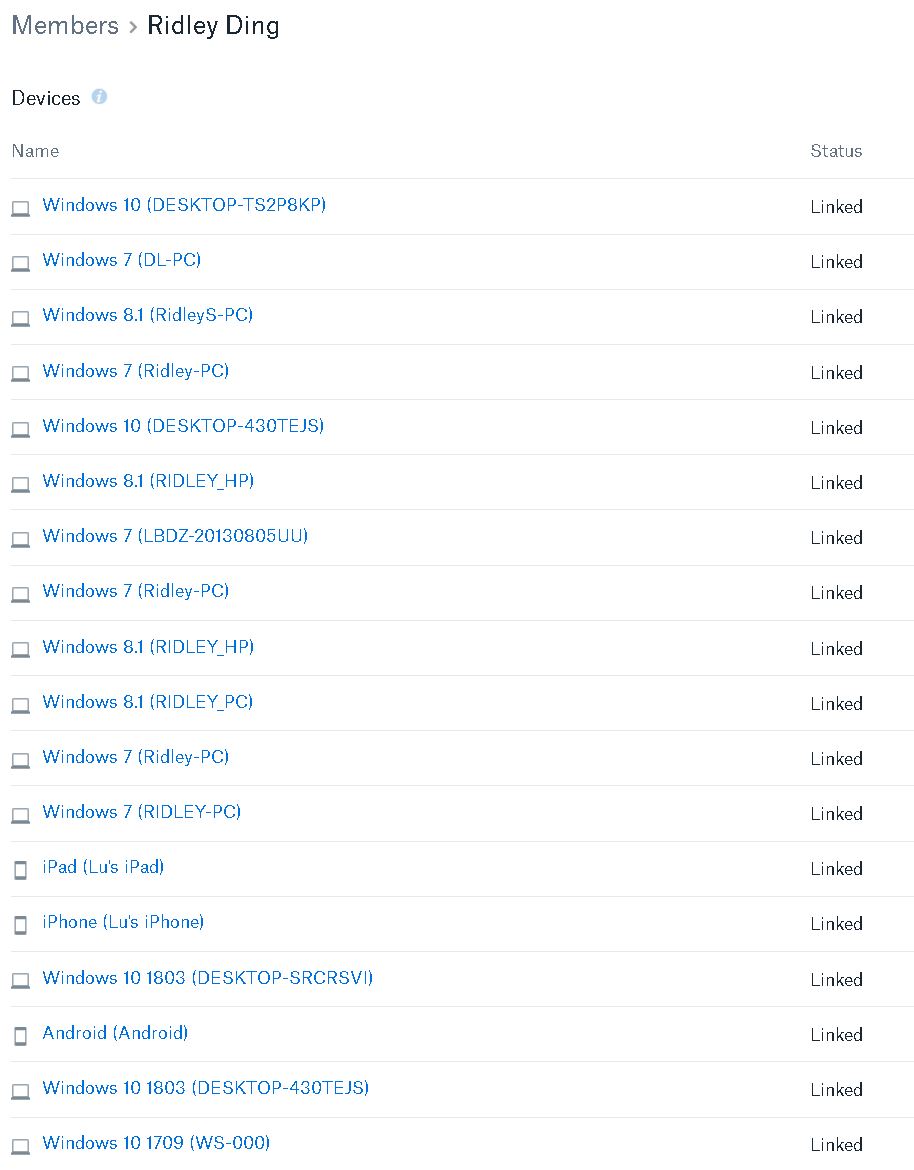 Members › Ridley Ding
Devices i
Name Status
Windows 10 (DESKTOP-TS2P8KP) Linked
Windows 7 (DL-PC) Linked
Windows 8.1 (RidleyS-PC) Linked
Windows 7 (Ridley-PC) Linked
Windows 10 (DESKTOP-430TEJS) Linked
Windows 8.1 (RIDLEY_HP) Linked
Windows 7 (LBDZ-20130805UU) Linked
Windows 7 (Ridley-PC) Linked
Windows 8.1 (RIDLEY_HP) Linked
Windows 8.1 (RIDLEY_PC) Linked
Windows 7 (Ridley-PC) Linked
Windows 7 (RIDLEY-PC) Linked
iPad (Lu's iPad) Linked
iPhone (Lu's iPhone) Linked
Windows 10 1803 (DESKTOP-SRCRSVI) Linked
Android (Android) Linked
Windows 10 1803 (DESKTOP-430TEJS) Linked
Windows 10 1709 (WS-000) Linked